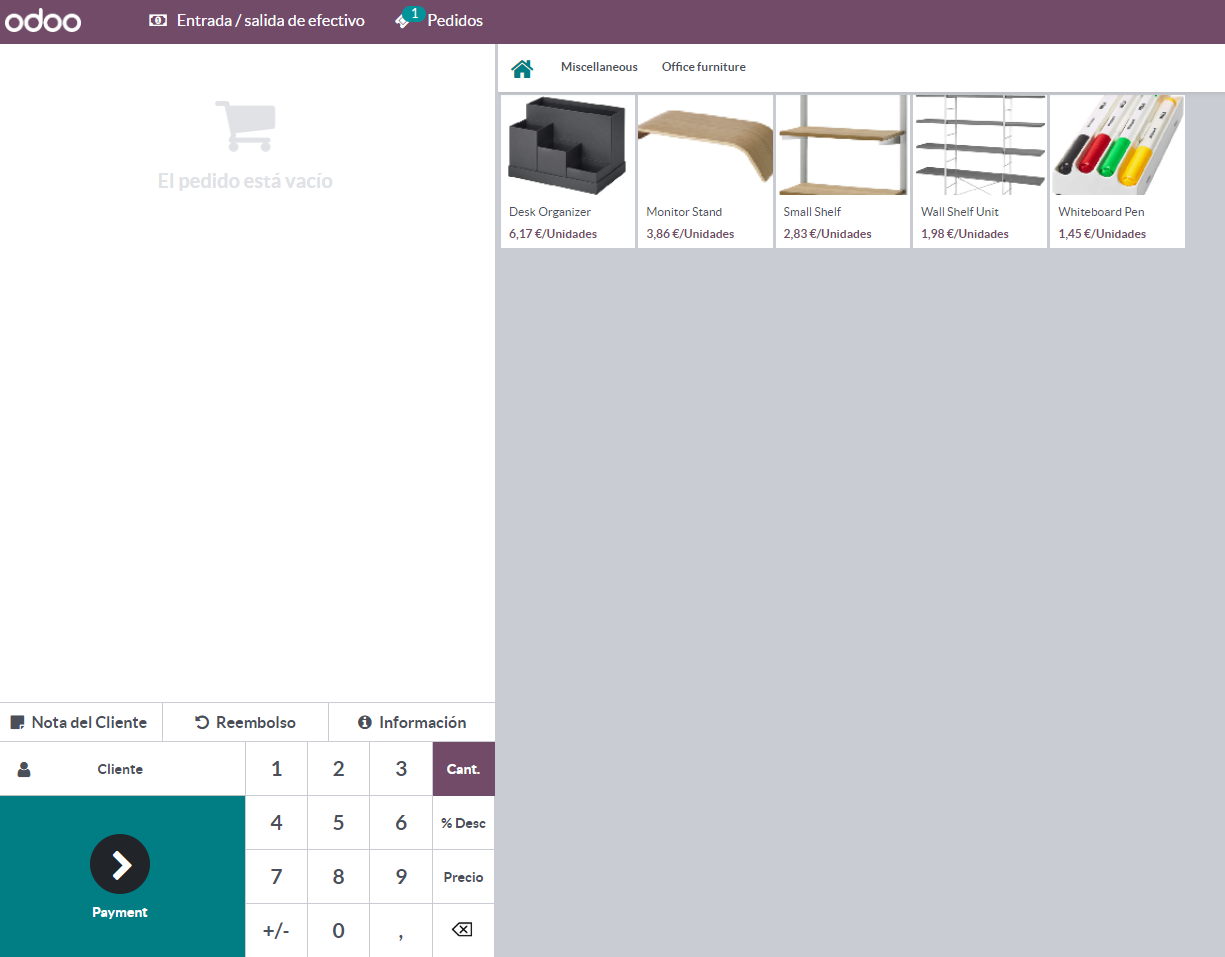 odoo
Entrada / salida de efectivo
1
Pedidos
El pedido está vacío
Miscellaneous
Office furniture
Desk Organizer
6,17 €/Unidades
Monitor Stand
3,86 €/Unidades
Small Shelf
2,83 €/Unidades
Wall Shelf Unit
1,98 €/Unidades
Whiteboard Pen
1,45 €/Unidades
Nota del Cliente
Reembolso
Información
Cliente
Payment
1
2
3
Cant.
4
5
6
% Desc
7
8
9
Precio
+/-
0
,